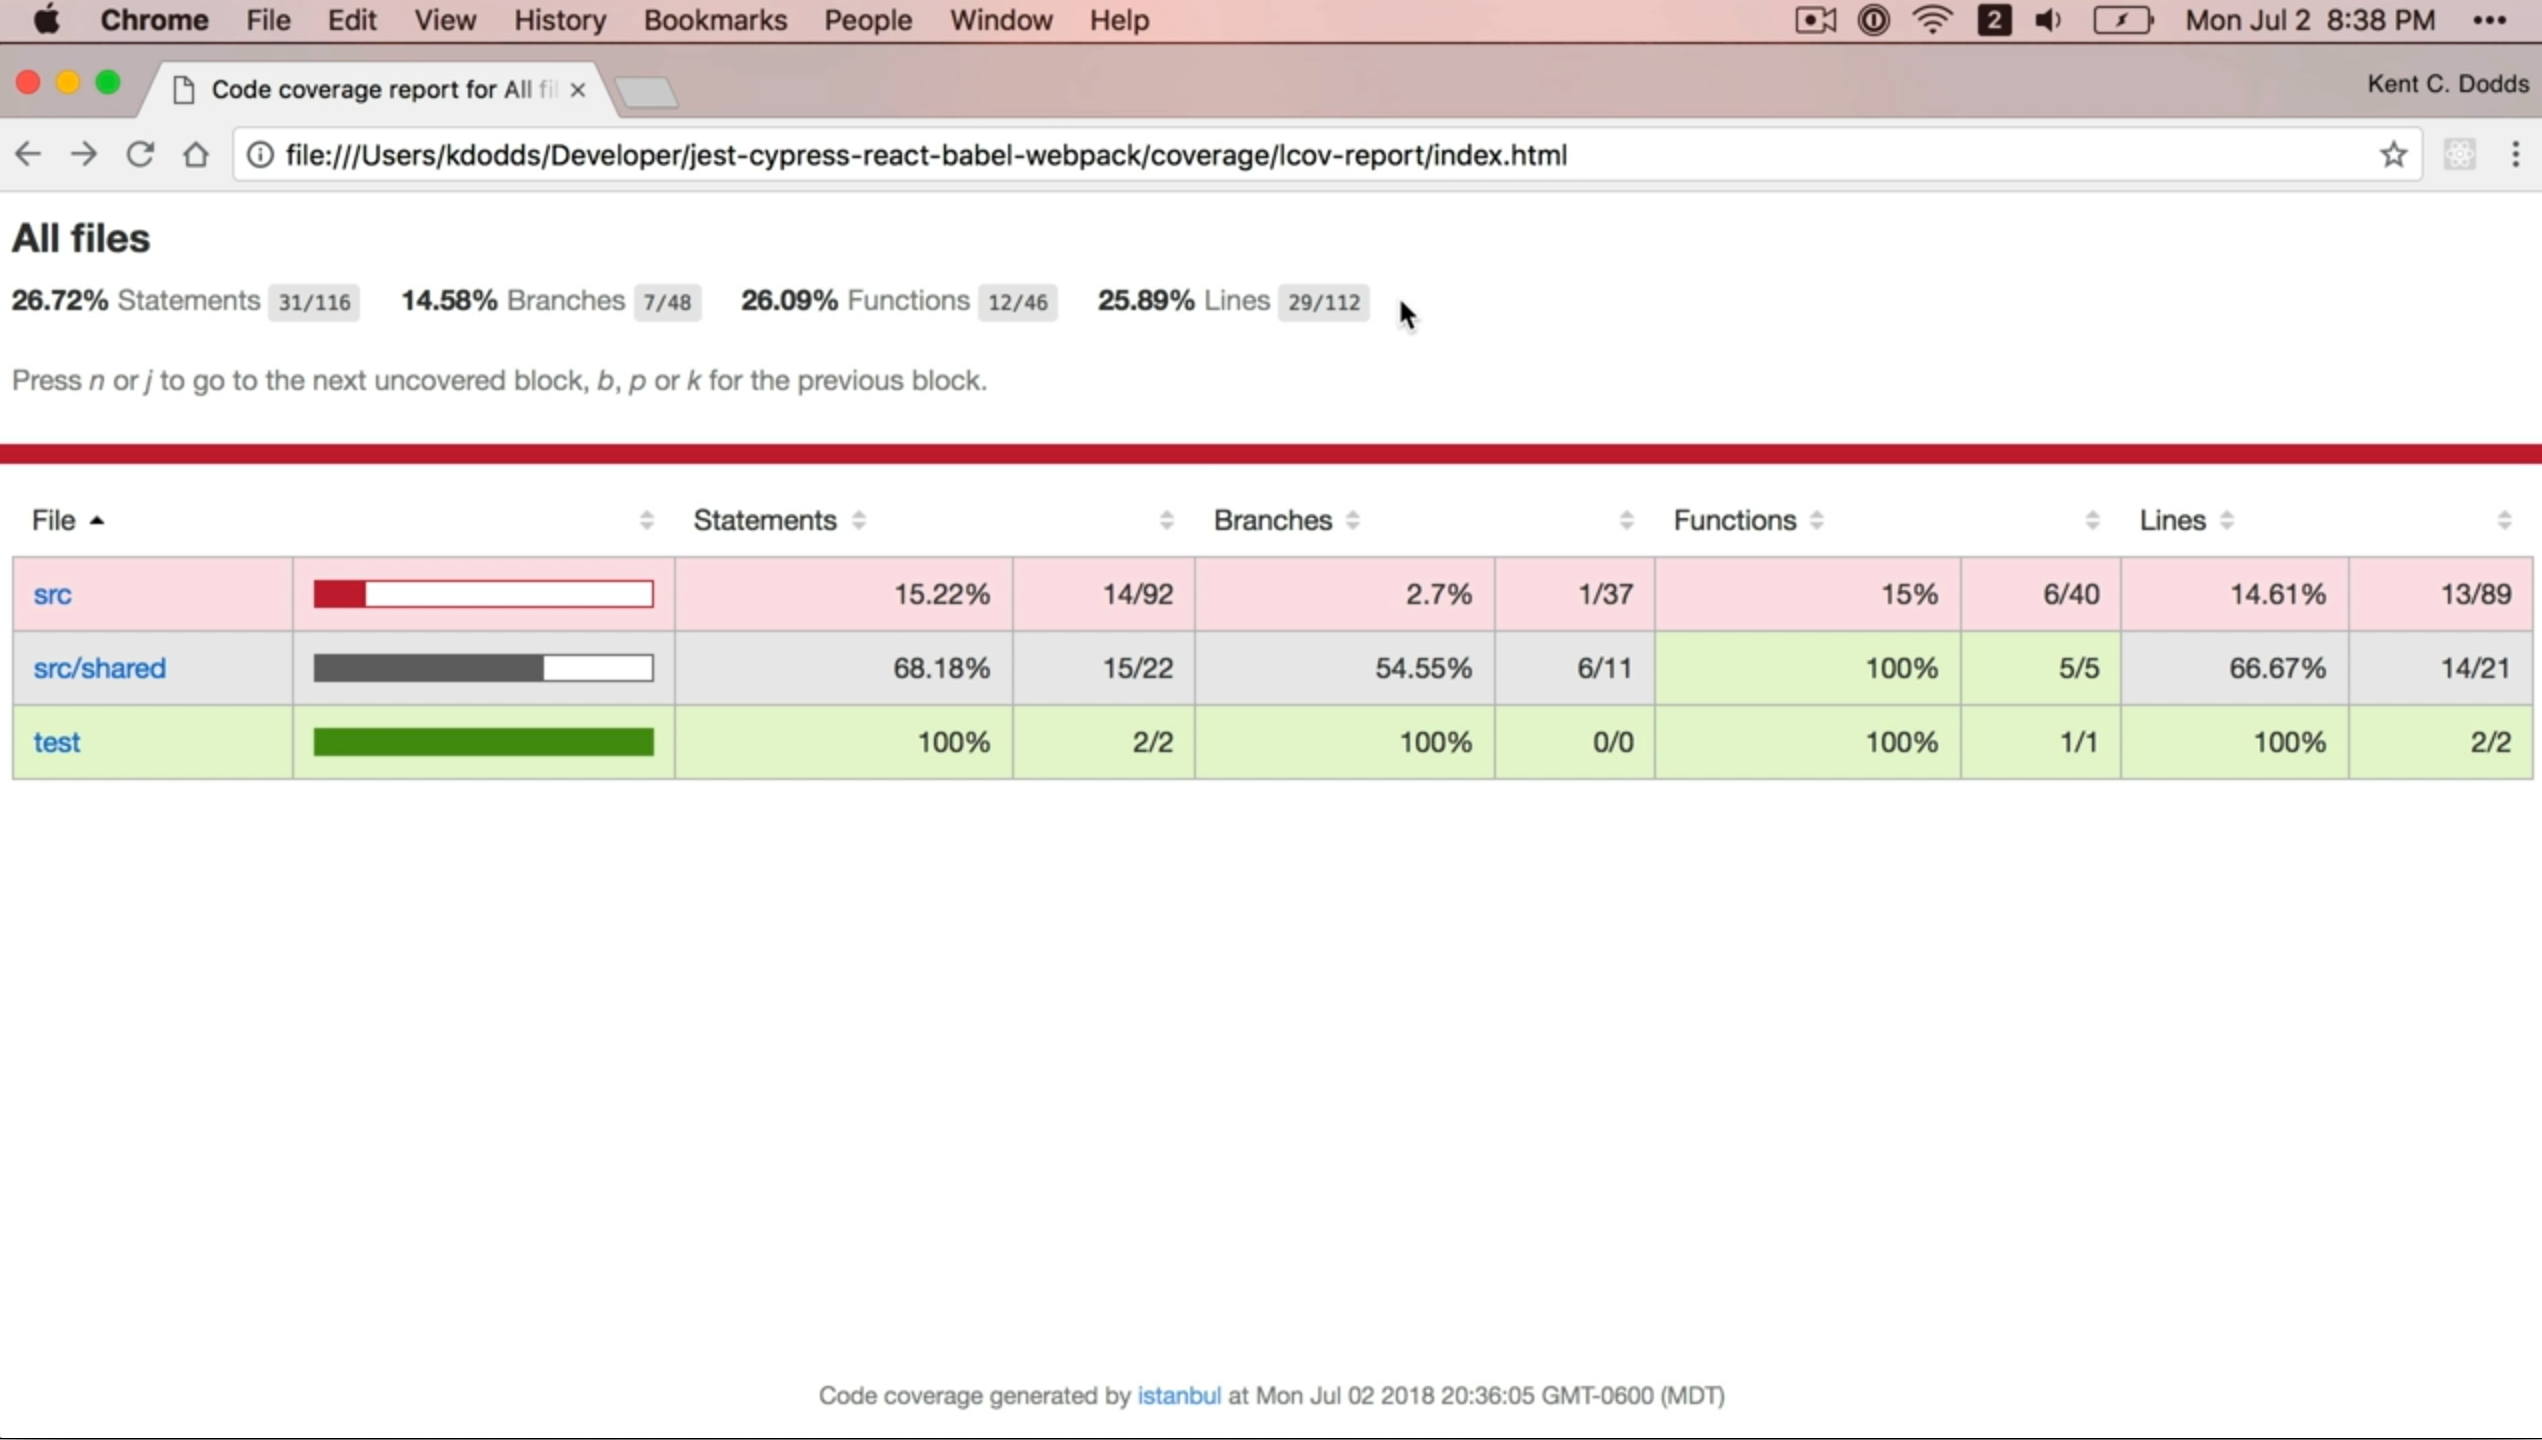 Chrome File Edit View History Bookmarks People Window Help 2 Mon Jul 2 8:38 PM
Code coverage report for All fil Kent C. Dodds
file:///Users/kdodds/Developer/jest-cypress-react-babel-webpack/coverage/lcov-report/index.html
All files
26.72% Statements 31/116 14.58% Branches 7/48 26.09% Functions 12/46 25.89% Lines 29/112
Press n or j to go to the next uncovered block, b, p or k for the previous block.
File Statements Branches Functions Lines
src 15.22% 14/92 2.7% 1/37 15% 6/40 14.61% 13/89
src/shared 68.18% 15/22 54.55% 6/11 100% 5/5 66.67% 14/21
test 100% 2/2 100% 0/0 100% 1/1 100% 2/2
Code coverage generated by istanbul at Mon Jul 02 2018 20:36:05 GMT-0600 (MDT)